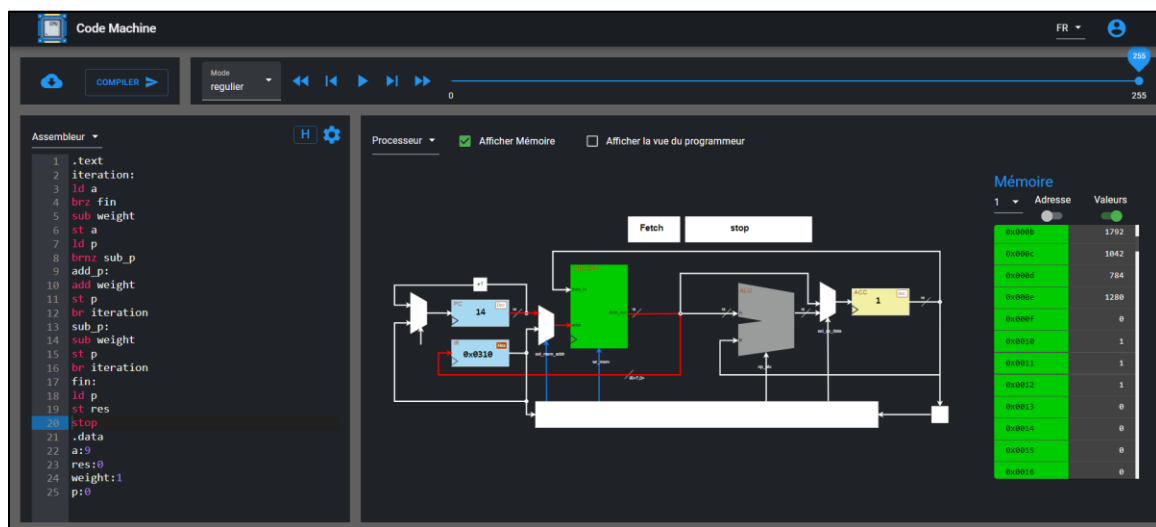 Code Machine
FR
COMPILER
Mode
regulier
255
0
255
Assembleur
H
1 .text
2 iteration:
3 ld a
4 brz fin
5 sub weight
6 st a
7 ld p
8 brnz sub_p
9 add_p:
10 add weight
11 st p
12 br iteration
13 sub_p:
14 sub weight
15 st p
16 br iteration
17 fin:
18 ld p
19 st res
20 stop
21 .data
22 a:9
23 res:0
24 weight:1
25 p:0
Processeur
Afficher Mémoire
Afficher la vue du programmeur
Fetch
stop
+1
PC
14
IR
0x0310
ALU
ACC
1
sel_mem_addr
Mémoire
1 Adresse Valeurs
0x000b 1792
0x000c 1042
0x000d 784
0x000e 1280
0x000f 0
0x0010 1
0x0011 1
0x0012 1
0x0013 0
0x0014 0
0x0015 0
0x0016 0